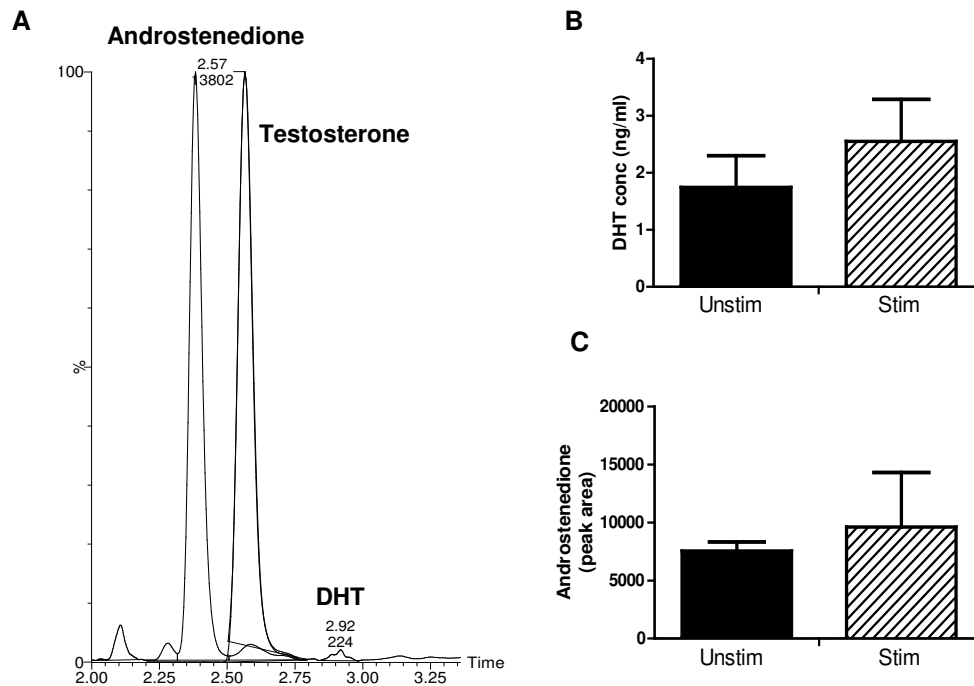 A
Androstenedione
2.57
13802
100
Testosterone
%
DHT
2.92
224
0
2.00
2.25
2.50
2.75
3.00
3.25
Time
B
DHT conc (ng/ml)
4
3
2
1
0
Unstim
Stim
C
Androstenedione
(peak area)
20000
15000
10000
5000
0
Unstim
Stim